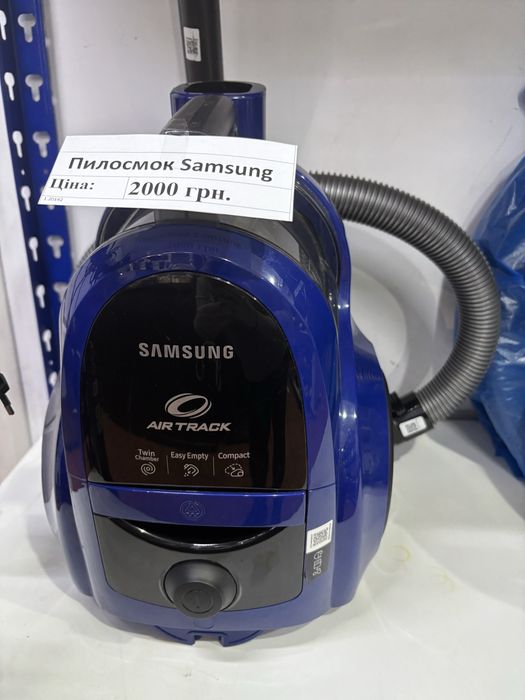 Пилосмок Samsung
Ціна: 2000 грн.
SAMSUNG
AIR TRACK
Twin Chamber Easy Empty Compact